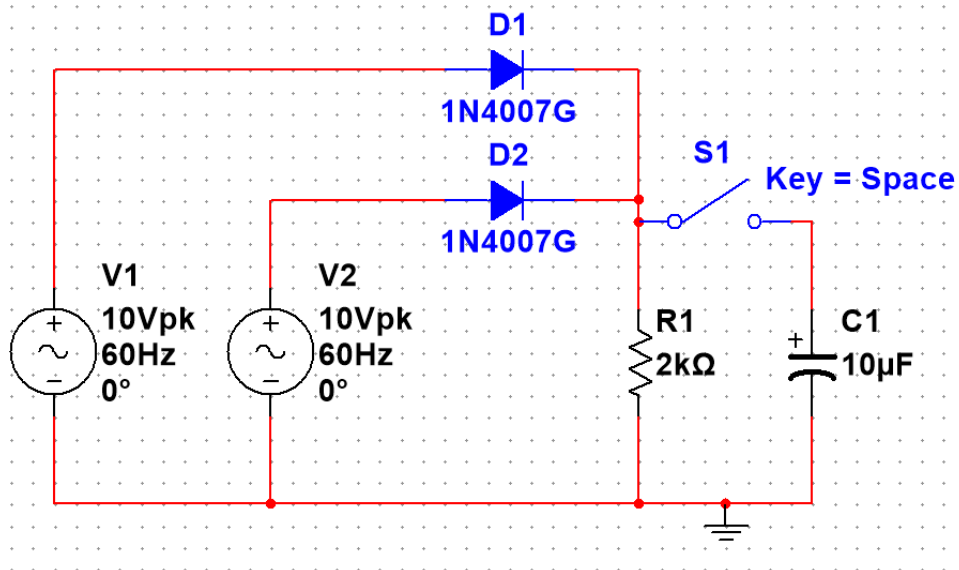 D1
1N4007G
D2
1N4007G
S1
Key = Space
V1
10Vpk
60Hz
0°
V2
10Vpk
60Hz
0°
R1
2kΩ
C1
10µF